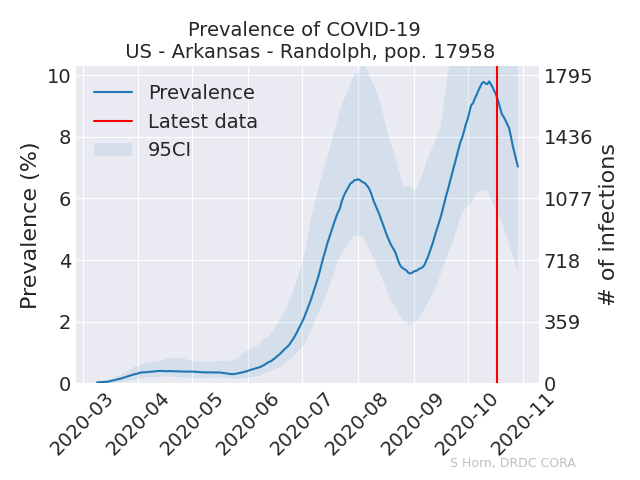 Prevalence of COVID-19
US - Arkansas - Randolph, pop. 17958
Prevalence
Latest data
95CI
Prevalence (%)
10
8
6
4
2
0
1795
1436
1077
718
359
0
# of infections
2020-03
2020-04
2020-05
2020-06
2020-07
2020-08
2020-09
2020-10
2020-11
S Horn, DRDC CORA